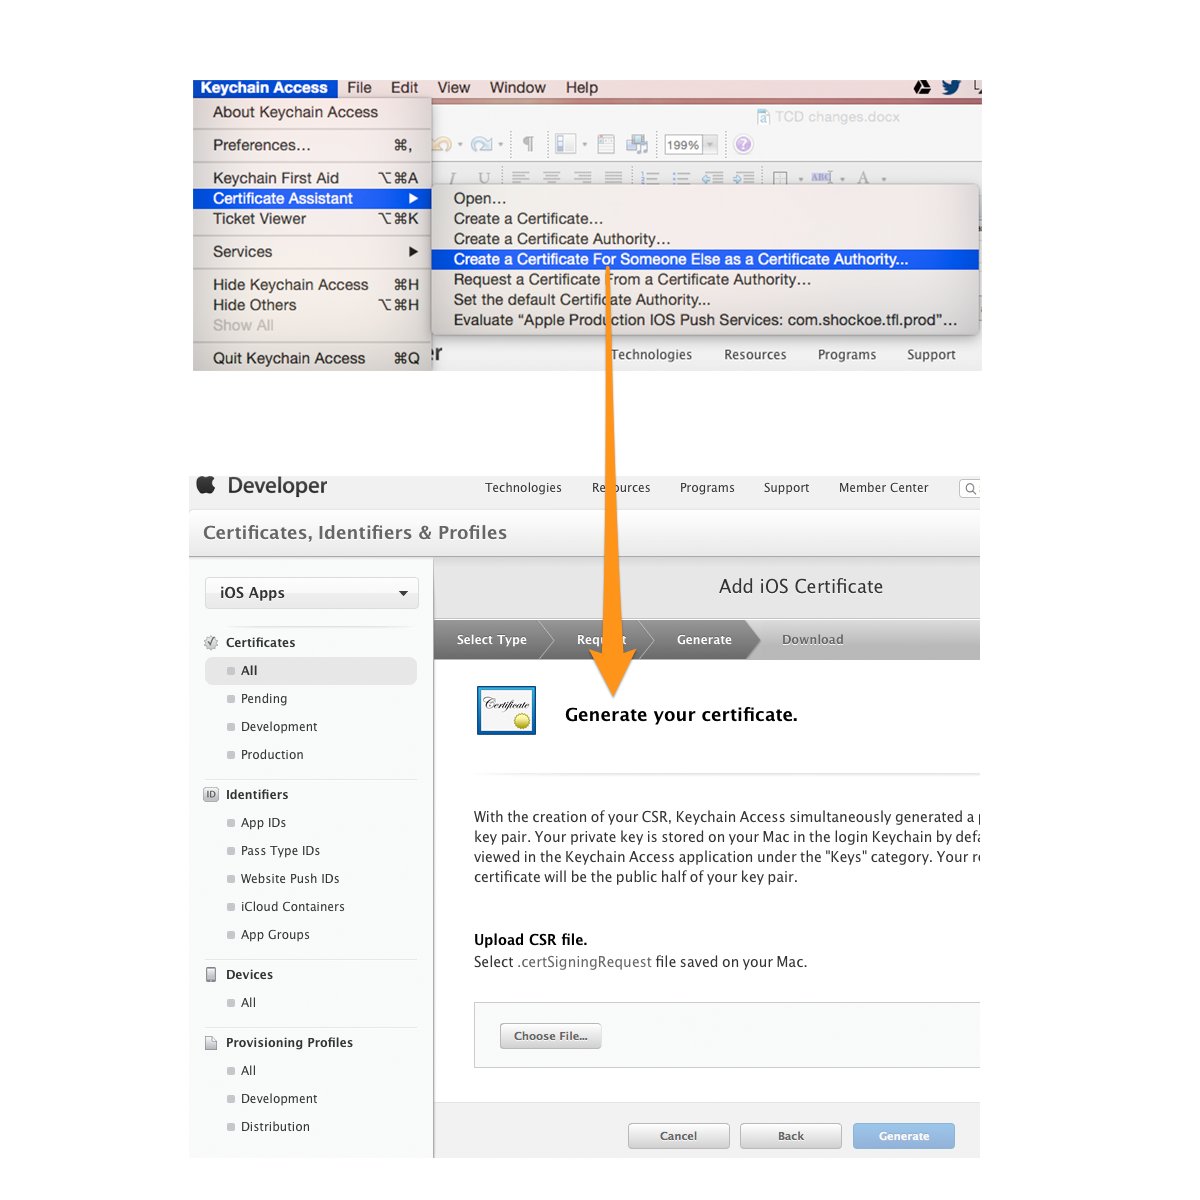 Keychain Access File Edit View Window Help
About Keychain Access
TCD changes.docx
Preferences… ⌘,
199%
Keychain First Aid ⌥⌘A
Certificate Assistant
Ticket Viewer ⌥⌘K
Services
Hide Keychain Access ⌘H
Hide Others ⌥⌘H
Show All
Quit Keychain Access ⌘Q
I U ABC A
Open…
Create a Certificate…
Create a Certificate Authority…
Create a Certificate For Someone Else as a Certificate Authority…
Request a Certificate From a Certificate Authority…
Set the default Certificate Authority...
Evaluate “Apple Production IOS Push Services: com.shockoe.tfl.prod”…
er Technologies Resources Programs Support
Developer Technologies Resources Programs Support Member Center
Certificates, Identifiers & Profiles
iOS Apps
Certificates
All
Pending
Development
Production
ID Identifiers
App IDs
Pass Type IDs
Website Push IDs
iCloud Containers
App Groups
Devices
All
Provisioning Profiles
All
Development
Distribution
Add iOS Certificate
Select Type Request Generate Download
Certificate
Generate your certificate.
With the creation of your CSR, Keychain Access simultaneously generated a
key pair. Your private key is stored on your Mac in the login Keychain by
viewed in the Keychain Access application under the "Keys" category. Your
certificate will be the public half of your key pair.
Upload CSR file.
Select .certSigningRequest file saved on your Mac.
Choose File...
Cancel Back Generate